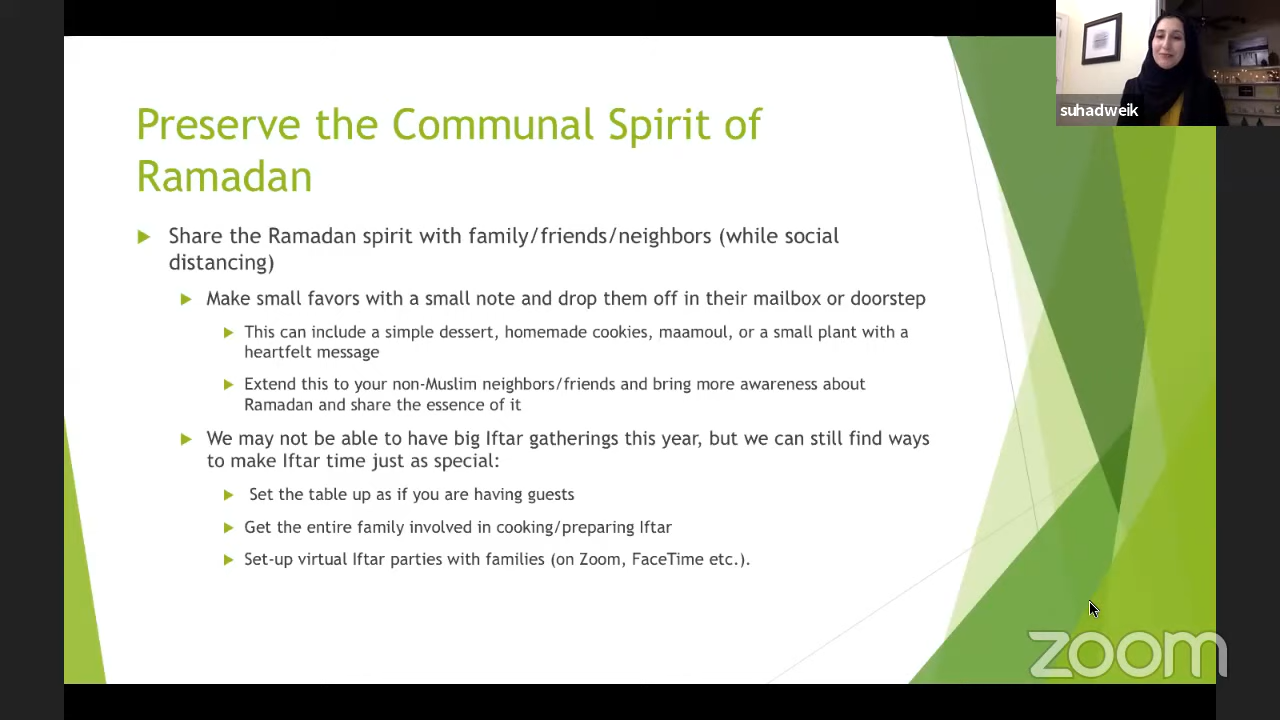 suhadweik
Preserve the Communal Spirit of
Ramadan
Share the Ramadan spirit with family/friends/neighbors (while social
distancing)
Make small favors with a small note and drop them off in their mailbox or doorstep
This can include a simple dessert, homemade cookies, maamoul, or a small plant with a
heartfelt message
Extend this to your non-Muslim neighbors/friends and bring more awareness about
Ramadan and share the essence of it
We may not be able to have big Iftar gatherings this year, but we can still find ways
to make Iftar time just as special:
Set the table up as if you are having guests
Get the entire family involved in cooking/preparing Iftar
Set-up virtual Iftar parties with families (on Zoom, FaceTime etc.).
zoom